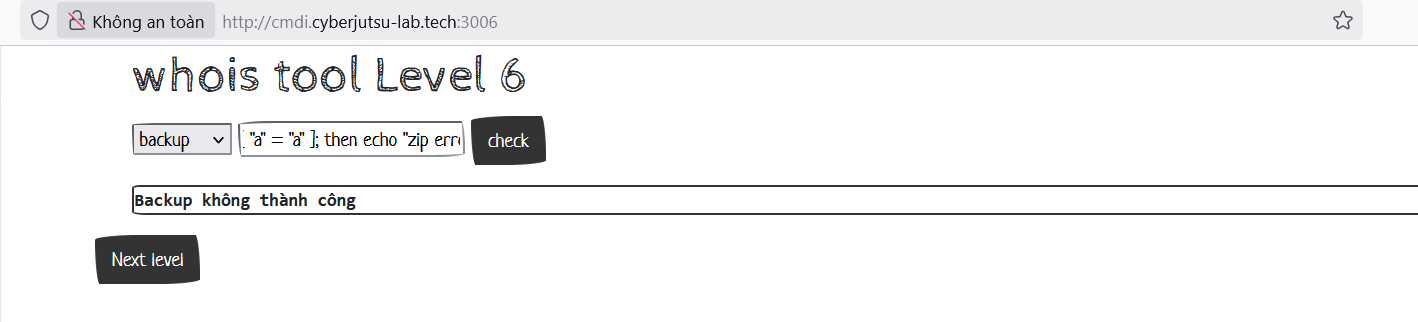 Không an toàn http://cmdi.cyberjutsu-lab.tech:3006
whois tool Level 6
backup "a" = "a" ]; then echo "zip erro check
Backup không thành công
Next level